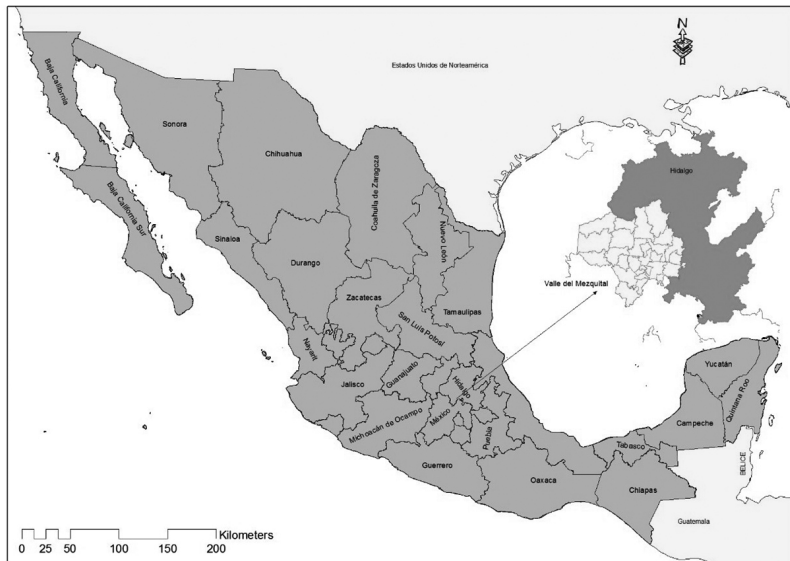 N
Estados Unidos de Norteamérica
Baja California
Sonora
Chihuahua
Coahuila de Zaragoza
Hidalgo
Baja California Sur
Sinaloa
Nuevo León
Durango
Valle del Mezquital
Zacatecas
Tamaulipas
San Luis Potosí
Nayarit
Yucatán
Jalisco
Guanajuato
Hidalgo
Quintana Roo
Michoacán de Ocampo
México
Campeche
Puebla
Tabasco
Guerrero
BELICE
Oaxaca
Chiapas
Guatemala
Kilometers
0 25 50 100 150 200